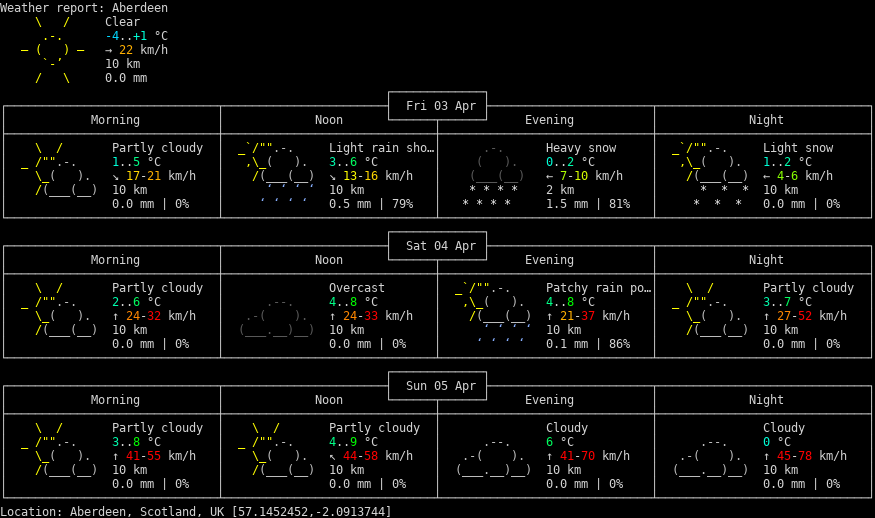 Weather report: Aberdeen
Clear
-4..+1 °C
→ 22 km/h
10 km
0.0 mm
Fri 03 Apr
Morning Noon Evening Night
Partly cloudy Light rain sho… Heavy snow Light snow
1..5 °C 3..6 °C 0..2 °C 1..2 °C
↘ 17-21 km/h ↘ 13-16 km/h ← 7-10 km/h ← 4-6 km/h
10 km 10 km 2 km 10 km
0.0 mm | 0% 0.5 mm | 79% 1.5 mm | 81% 0.0 mm | 0%
Sat 04 Apr
Morning Noon Evening Night
Partly cloudy Overcast Patchy rain po… Partly cloudy
2..6 °C 4..8 °C 4..8 °C 3..7 °C
↑ 24-32 km/h ↑ 24-33 km/h ↑ 21-37 km/h ↑ 27-52 km/h
10 km 10 km 10 km 10 km
0.0 mm | 0% 0.0 mm | 0% 0.1 mm | 86% 0.0 mm | 0%
Sun 05 Apr
Morning Noon Evening Night
Partly cloudy Partly cloudy Cloudy Cloudy
3..8 °C 4..9 °C 6 °C 0 °C
↑ 41-55 km/h ↖ 44-58 km/h ↑ 41-70 km/h ↑ 45-78 km/h
10 km 10 km 10 km 10 km
0.0 mm | 0% 0.0 mm | 0% 0.0 mm | 0% 0.0 mm | 0%
Location: Aberdeen, Scotland, UK [57.1452452,-2.0913744]